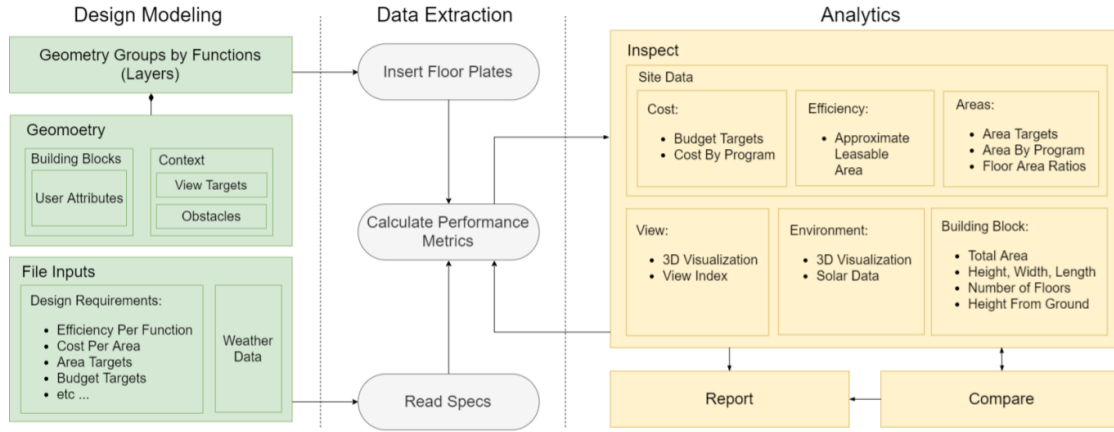 Design Modeling
Data Extraction
Analytics
Geometry Groups by Functions
(Layers)
Geomoetry
Building Blocks
User Attributes
Context
View Targets
Obstacles
File Inputs
Design Requirements:
• Efficiency Per Function
• Cost Per Area
• Area Targets
• Budget Targets
• etc ...
Weather
Data
Insert Floor Plates
Calculate Performance
Metrics
Read Specs
Inspect
Site Data
Cost:
• Budget Targets
• Cost By Program
Efficiency:
• Approximate
Leasable
Area
Areas:
• Area Targets
• Area By Program
• Floor Area Ratios
View:
• 3D Visualization
• View Index
Environment:
• 3D Visualization
• Solar Data
Building Block:
• Total Area
• Height, Width, Length
• Number of Floors
• Height From Ground
Report
Compare